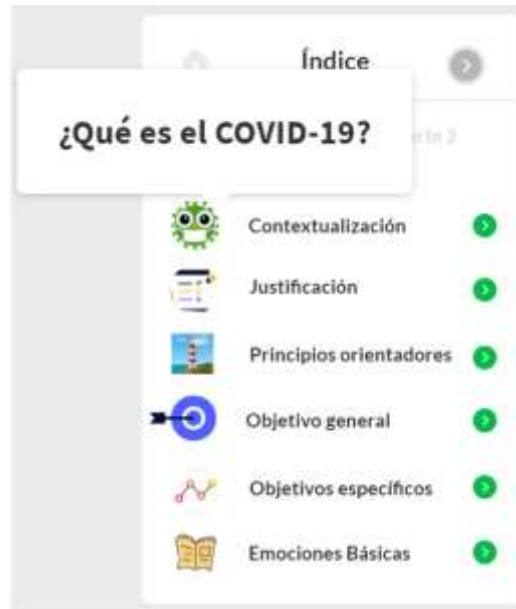 Índice
¿Qué es el COVID-19?
Contextualización
Justificación
Principios orientadores
Objetivo general
Objetivos específicos
Emociones Básicas